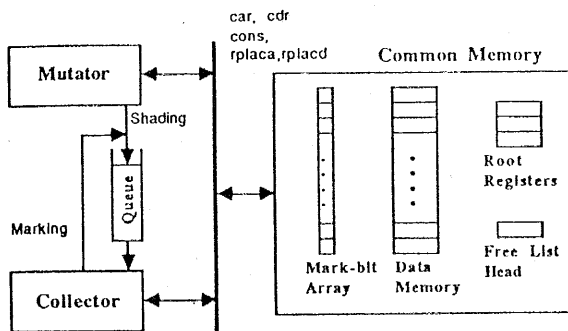 car, cdr
cons,
rplaca,rplacd
Mutator
Shading
Queue
Marking
Collector
Common Memory
Mark-bit
Array
Data
Memory
Root
Registers
Free List
Head